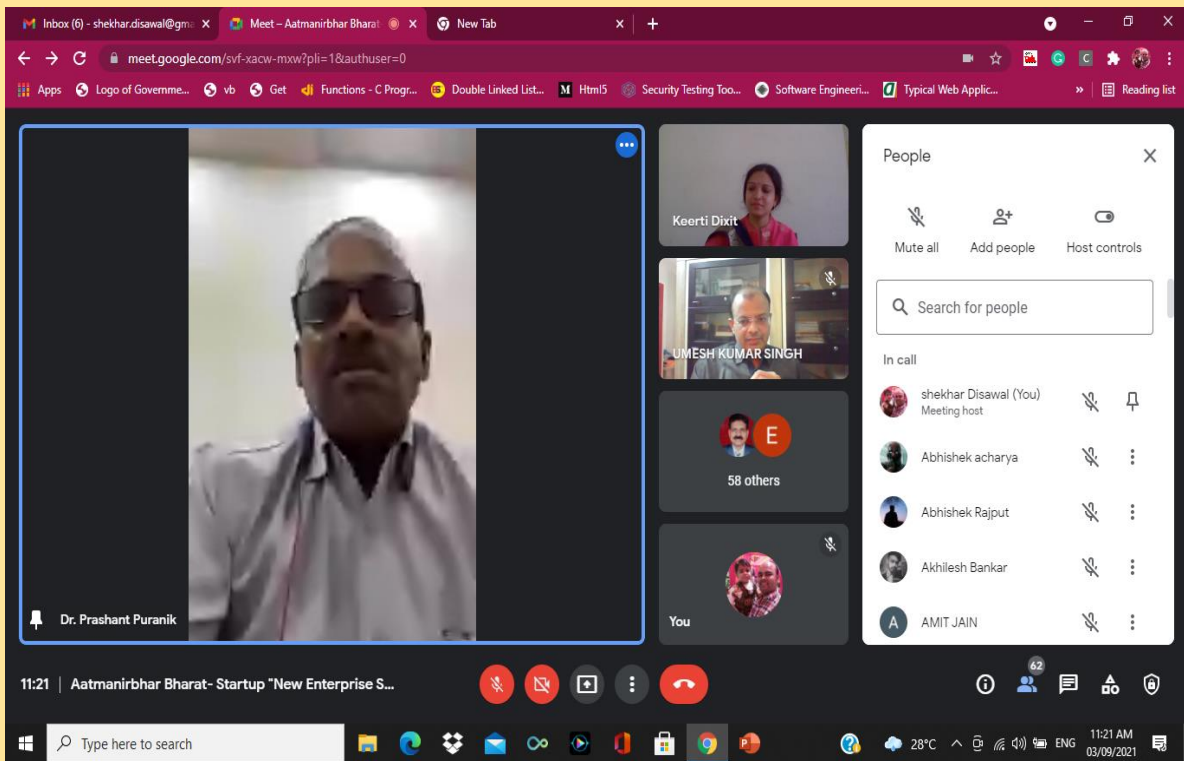 Inbox (6) - shekhar.disawal@gma
Meet – Aatmanirbhar Bharat
New Tab
meet.google.com/svf-xacw-mxw?pli=1&authuser=0
Apps
Logo of Governme...
vb
Get
Functions - C Progr...
Double Linked List...
Html5
Security Testing Too...
Software Engineeri...
Typical Web Applic...
»
Reading list
Keerti Dixit
UMESH KUMAR SINGH
E
58 others
You
Dr. Prashant Puranik
People
Mute all
Add people
Host controls
Search for people
In call
shekhar Disawal (You)
Meeting host
Abhishek acharya
Abhishek Rajput
Akhilesh Bankar
A AMIT JAIN
11:21 | Aatmanirbhar Bharat- Startup "New Enterprise S...
62
Type here to search
28°C
ENG
11:21 AM
03/09/2021